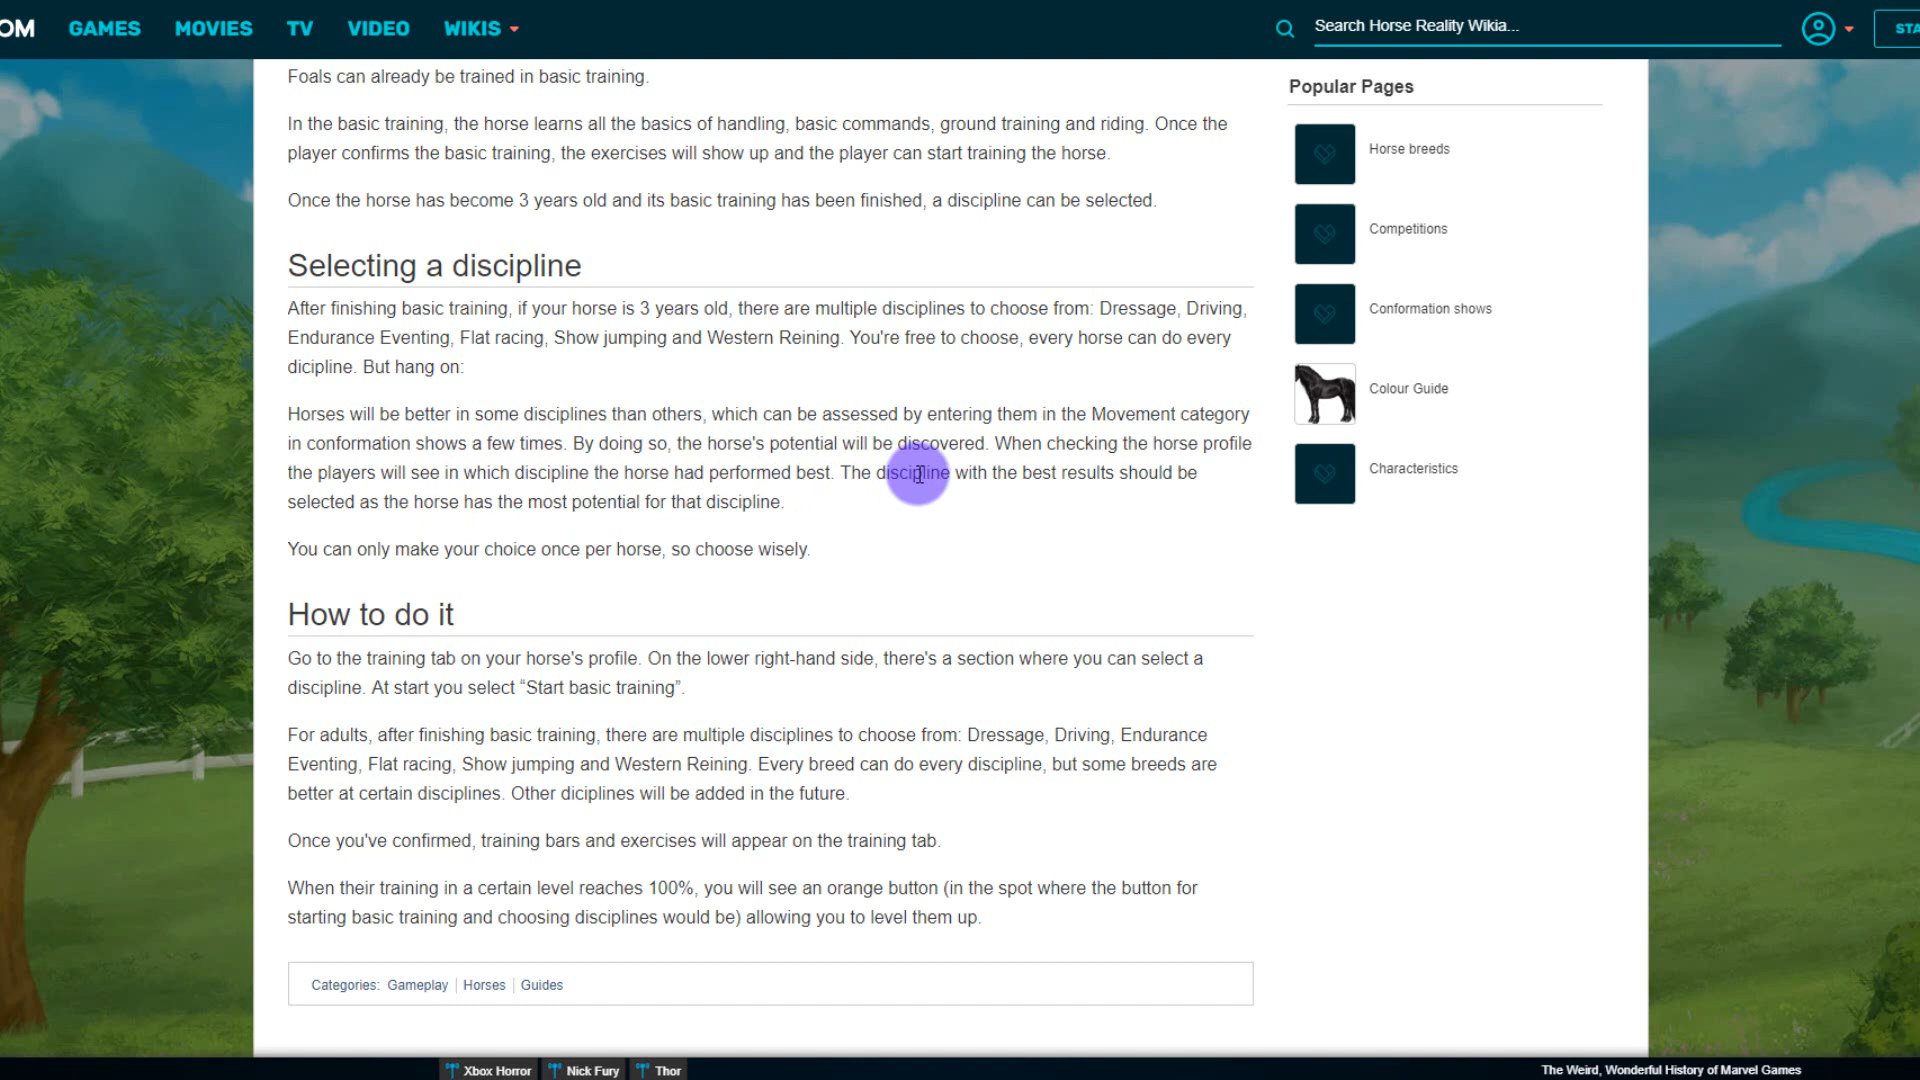 OM GAMES MOVIES TV VIDEO WIKIS Search Horse Reality Wikia... STA
Foals can already be trained in basic training.
In the basic training, the horse learns all the basics of handling, basic commands, ground training and riding. Once the
player confirms the basic training, the exercises will show up and the player can start training the horse.
Once the horse has become 3 years old and its basic training has been finished, a discipline can be selected.
Selecting a discipline
After finishing basic training, if your horse is 3 years old, there are multiple disciplines to choose from: Dressage, Driving,
Endurance Eventing, Flat racing, Show jumping and Western Reining. You're free to choose, every horse can do every
dicipline. But hang on:
Horses will be better in some disciplines than others, which can be assessed by entering them in the Movement category
in conformation shows a few times. By doing so, the horse's potential will be discovered. When checking the horse profile
the players will see in which discipline the horse had performed best. The discipline with the best results should be
selected as the horse has the most potential for that discipline.
You can only make your choice once per horse, so choose wisely.
How to do it
Go to the training tab on your horse's profile. On the lower right-hand side, there's a section where you can select a
discipline. At start you select “Start basic training”.
For adults, after finishing basic training, there are multiple disciplines to choose from: Dressage, Driving, Endurance
Eventing, Flat racing, Show jumping and Western Reining. Every breed can do every discipline, but some breeds are
better at certain disciplines. Other diciplines will be added in the future.
Once you've confirmed, training bars and exercises will appear on the training tab.
When their training in a certain level reaches 100%, you will see an orange button (in the spot where the button for
starting basic training and choosing disciplines would be) allowing you to level them up.
Categories: Gameplay Horses Guides
Popular Pages
Horse breeds
Competitions
Conformation shows
Colour Guide
Characteristics
Xbox Horror Nick Fury Thor The Weird, Wonderful History of Marvel Games